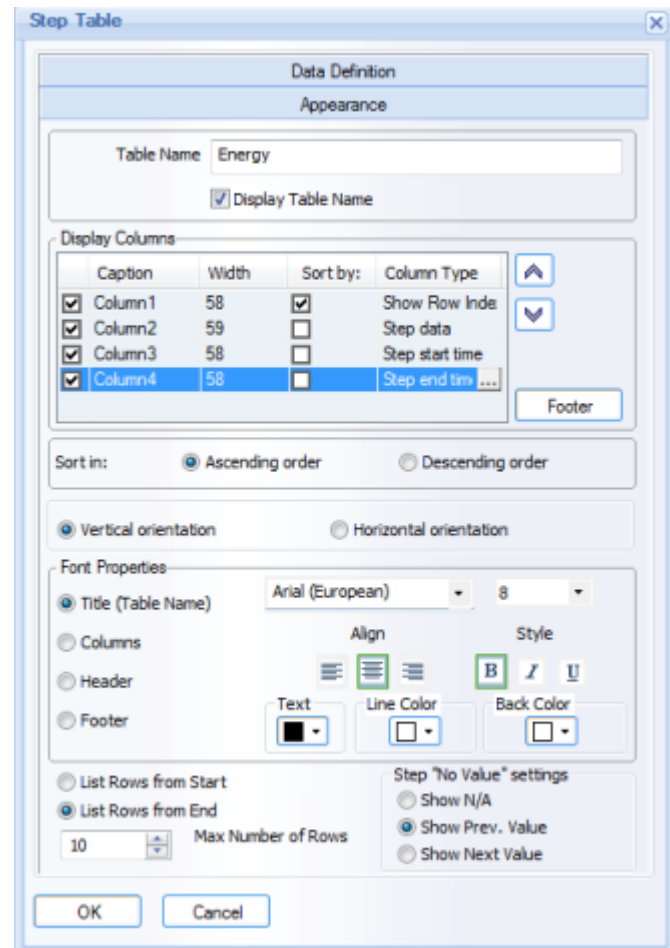 Step Table
Data Definition
Appearance
Table Name Energy
Display Table Name
Display Columns
Caption Width Sort by: Column Type
Column1 58 Show Row Inde
Column2 59 Step data
Column3 58 Step start time
Column4 58 Step end tim ...
Footer
Sort in: Ascending order Descending order
Vertical orientation Horizontal orientation
Font Properties
Title (Table Name) Arial (European) 8
Align Style
Columns
B I U
Header
Text Line Color Back Color
Footer
List Rows from Start Step "No Value" settings
Show N/A
List Rows from End
Show Prev. Value
10 Max Number of Rows
Show Next Value
OK Cancel